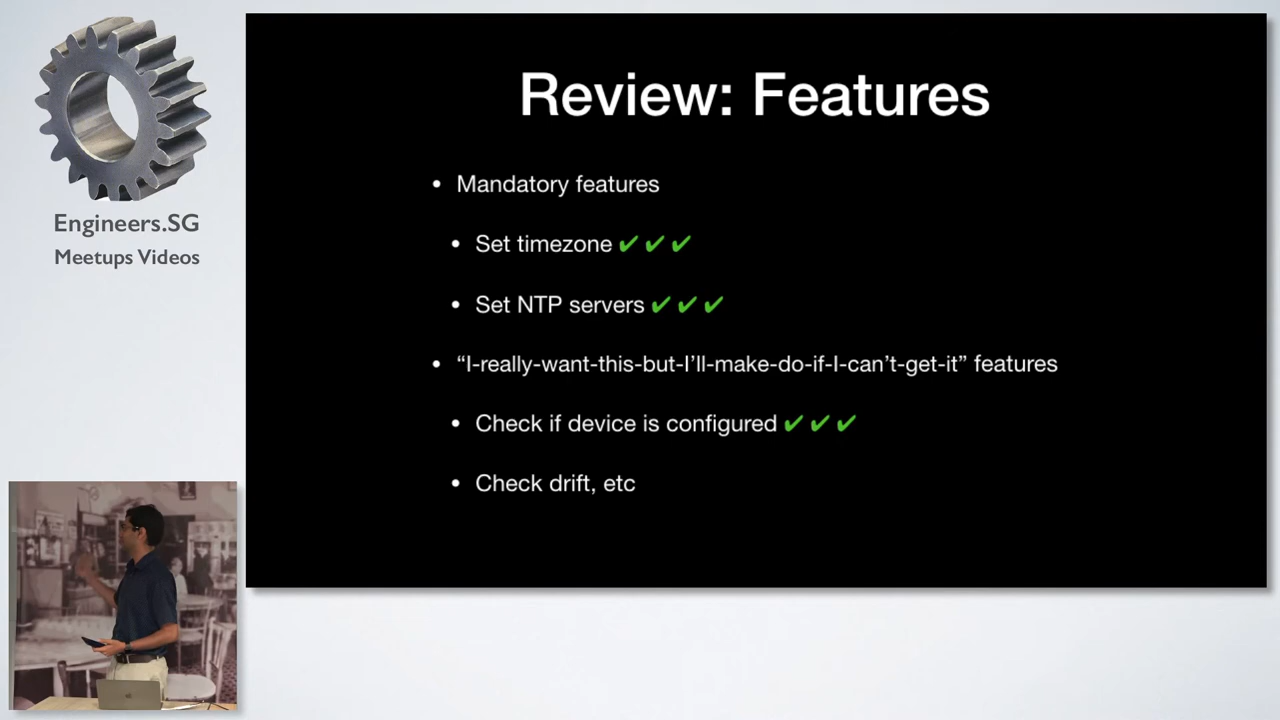 Engineers.SG
Meetups Videos
Review: Features
• Mandatory features
• Set timezone ✔ ✔ ✔
• Set NTP servers ✔ ✔ ✔
• “I-really-want-this-but-I’ll-make-do-if-I-can’t-get-it” features
• Check if device is configured ✔ ✔ ✔
• Check drift, etc